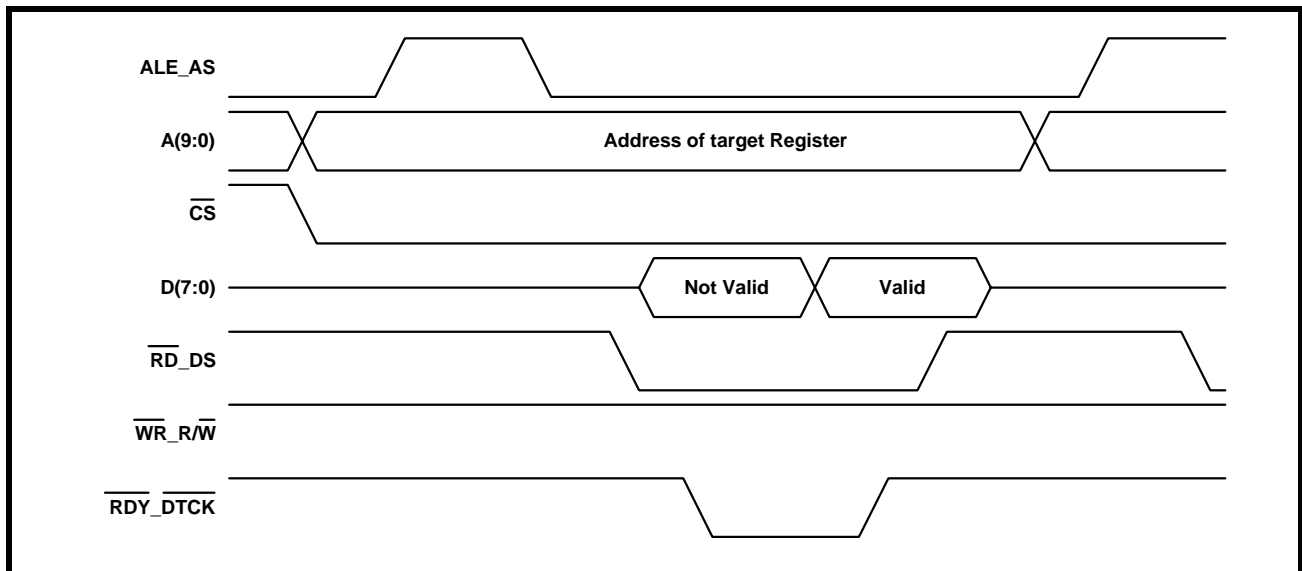 ALE_AS
A(9:0)
Address of target Register
CS
D(7:0)
Not Valid
Valid
RD_DS
WR_R/W
RDY_DTCK